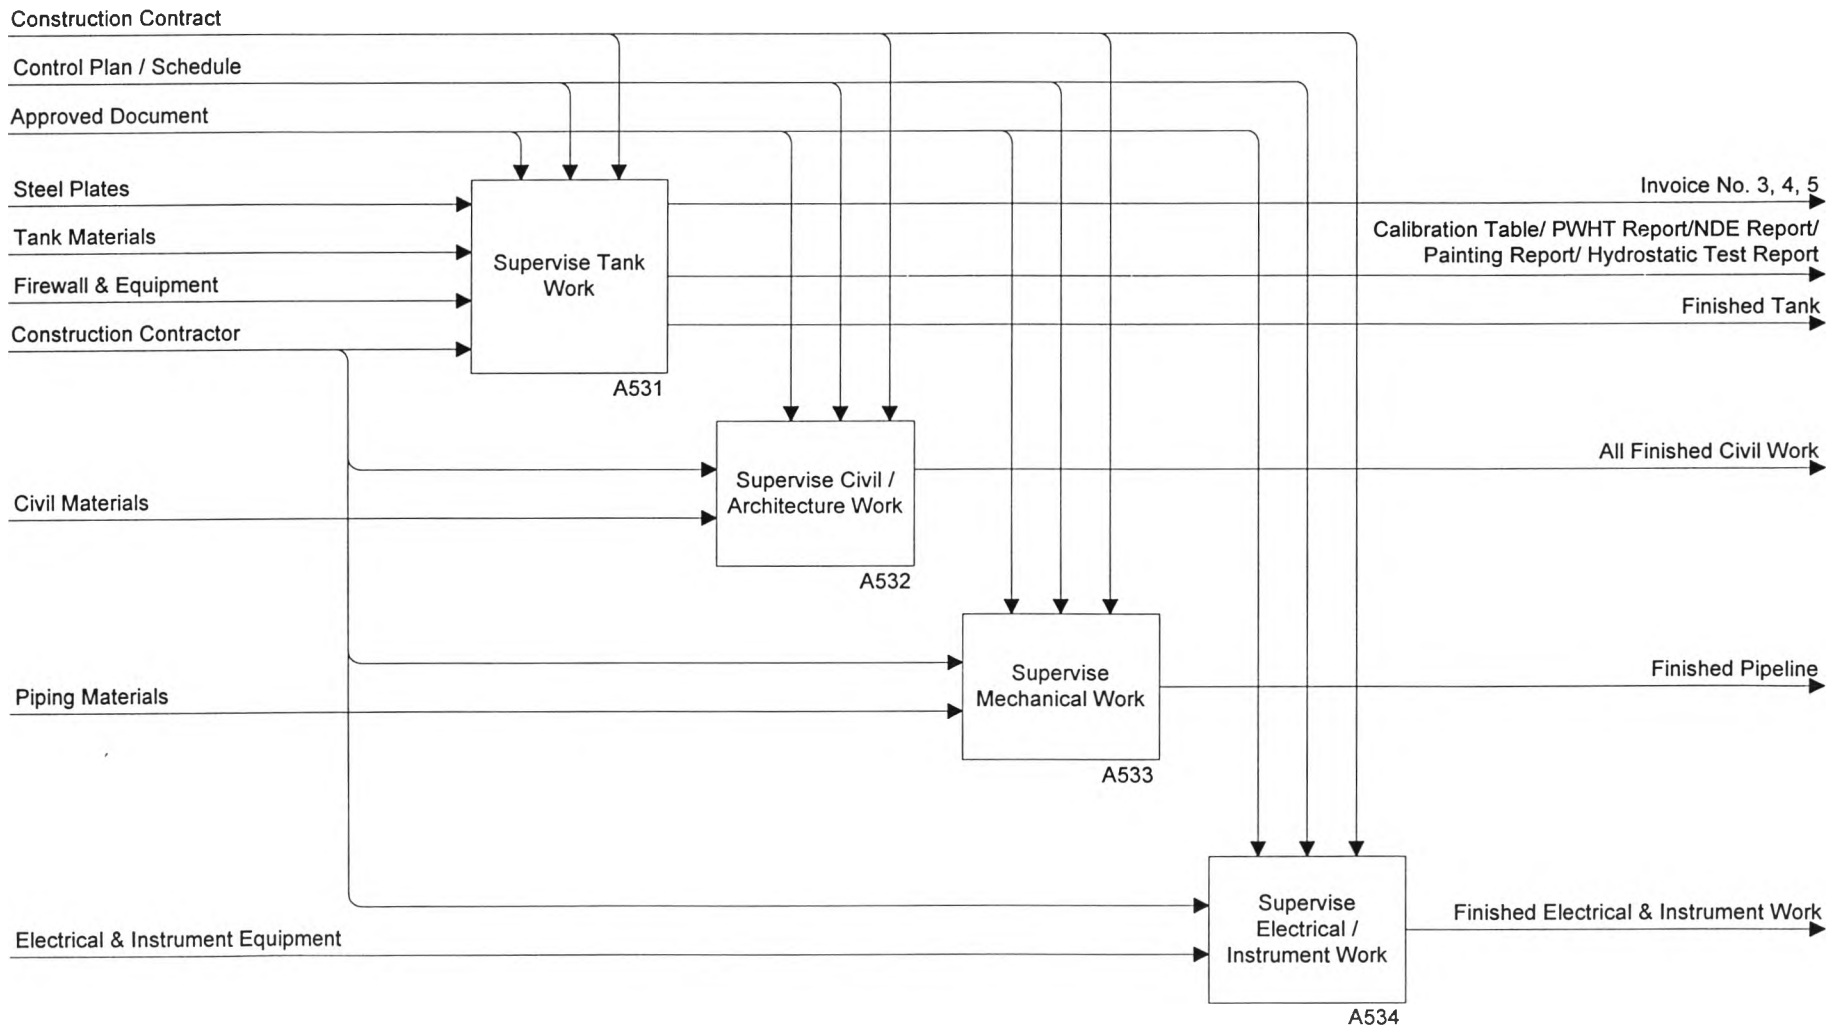 Construction Contract
Control Plan / Schedule
Approved Document
Steel Plates
Tank Materials
Firewall & Equipment
Construction Contractor
Supervise Tank
Work
A531
Invoice No. 3, 4, 5
Calibration Table/ PWHT Report/NDE Report/
Painting Report/ Hydrostatic Test Report
Finished Tank
Civil Materials
Supervise Civil /
Architecture Work
A532
All Finished Civil Work
Piping Materials
Supervise
Mechanical Work
A533
Finished Pipeline
Electrical & Instrument Equipment
Supervise
Electrical /
Instrument Work
A534
Finished Electrical & Instrument Work